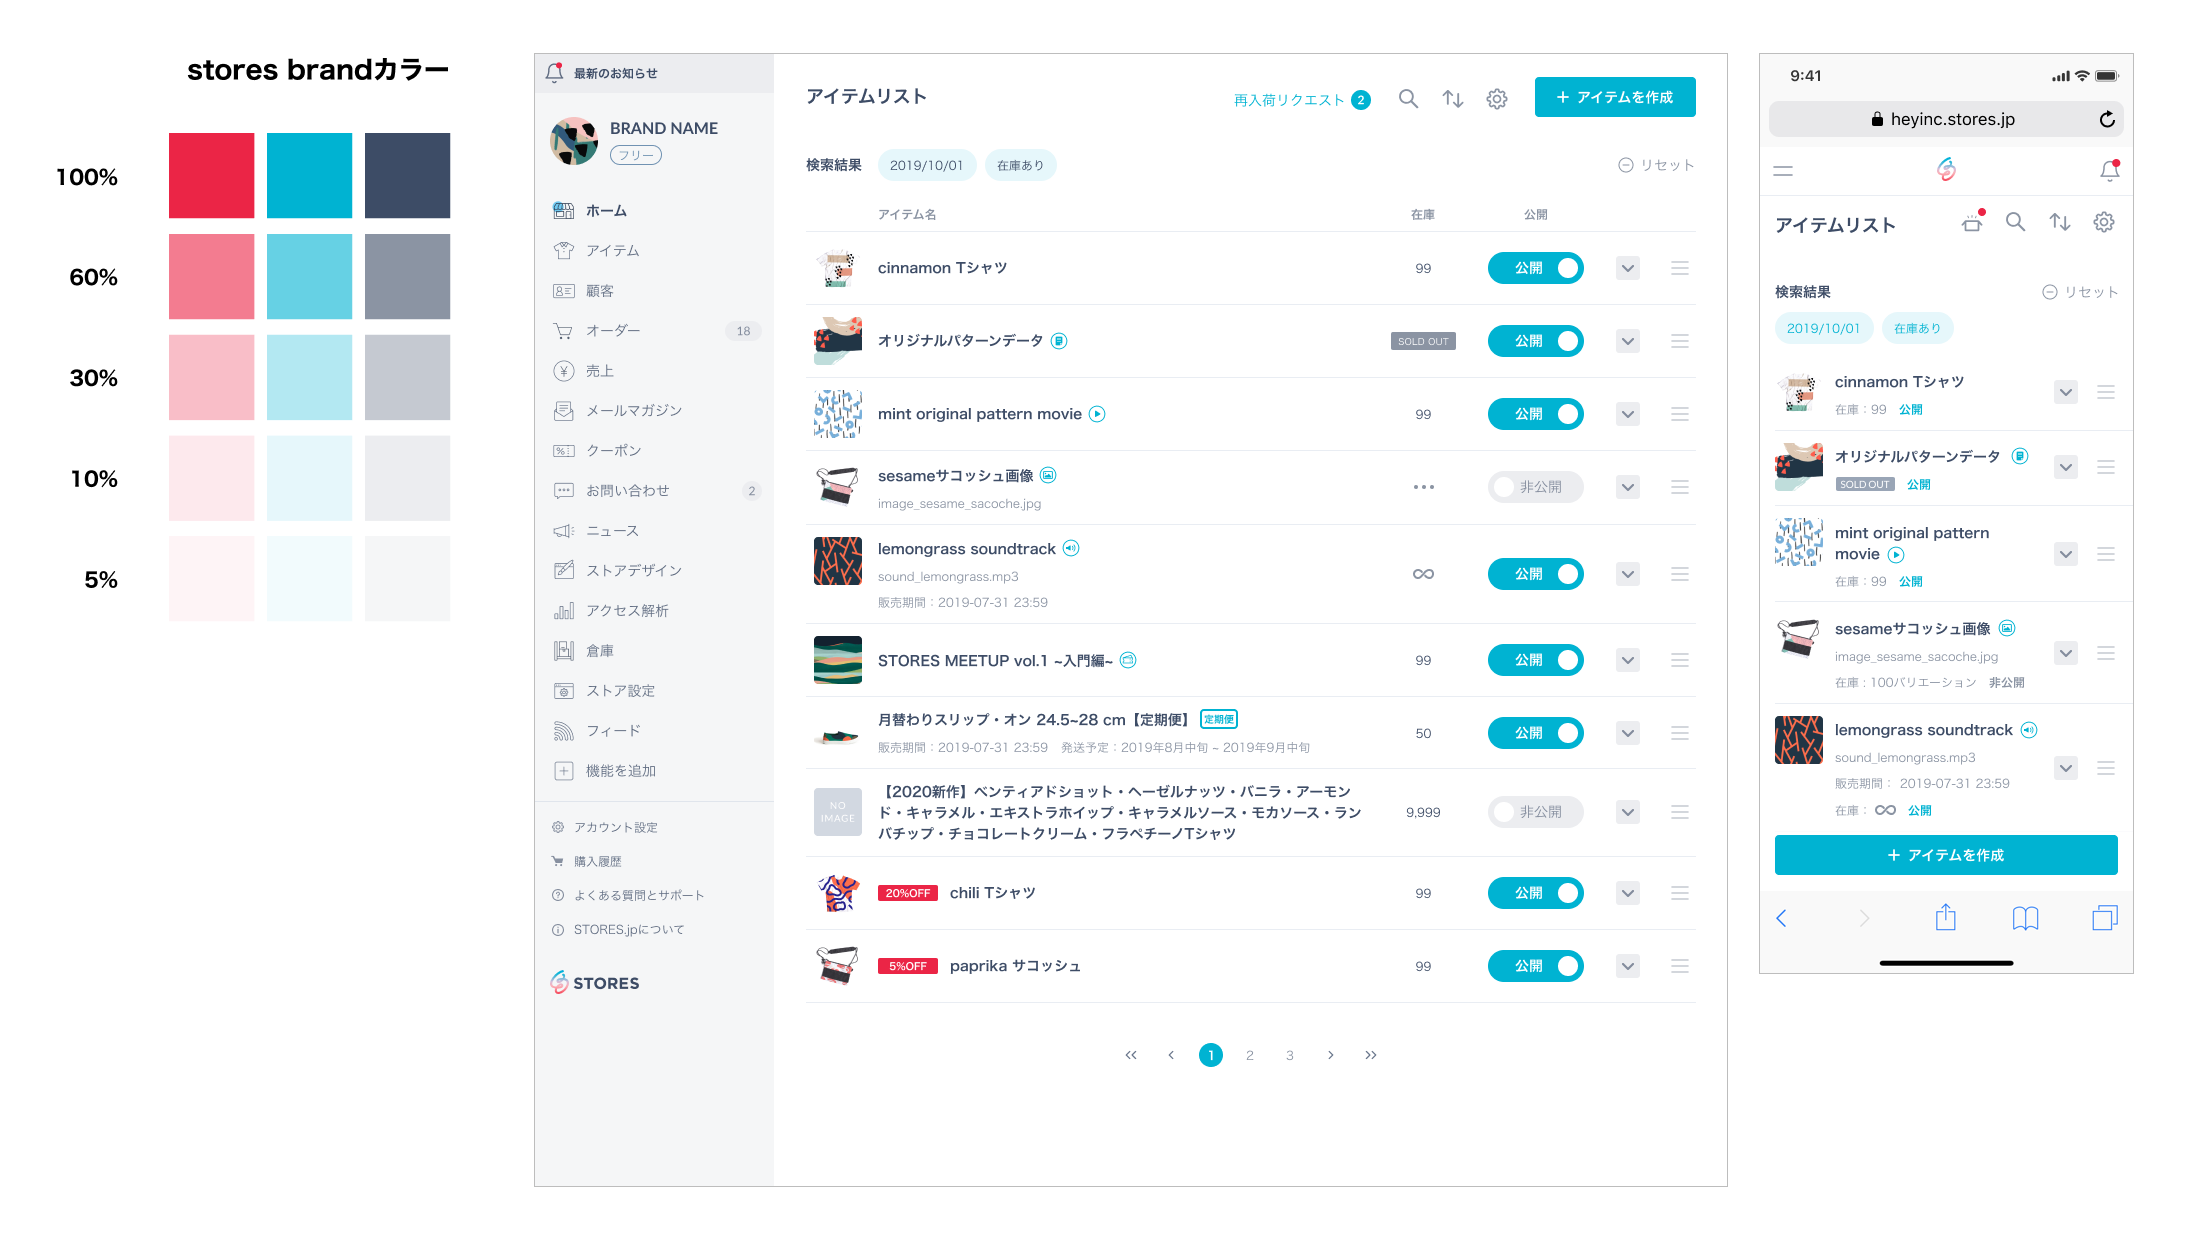 stores brandカラー
100%
60%
30%
10%
5%
最新のお知らせ
BRAND NAME
フリー
ホーム
アイテム
顧客
オーダー 18
売上
メールマガジン
クーポン
お問い合わせ 2
ニュース
ストアデザイン
アクセス解析
倉庫
ストア設定
フィード
機能を追加
アカウント設定
購入履歴
よくある質問とサポート
STORES.jpについて
STORES
アイテムリスト
再入荷リクエスト 2
+ アイテムを作成
検索結果 2019/10/01 在庫あり リセット
アイテム名 在庫 公開
cinnamon Tシャツ 99 公開
オリジナルパターンデータ SOLD OUT 公開
mint original pattern movie 99 公開
sesameサコッシュ画像 ••• 非公開
image_sesame_sacoche.jpg
lemongrass soundtrack ∞ 公開
sound_lemongrass.mp3
販売期間：2019-07-31 23:59
STORES MEETUP vol.1 ~入門編~ 99 公開
月替わりスリップ・オン 24.5~28 cm【定期便】 定期便 50 公開
販売期間：2019-07-31 23:59 発送予定：2019年8月中旬 ~ 2019年9月中旬
NO
IMAGE
【2020新作】ベンティアドショット・ヘーゼルナッツ・バニラ・アーモン
ド・キャラメル・エキストラホイップ・キャラメルソース・モカソース・ラン
バチップ・チョコレートクリーム・フラペチーノTシャツ
9,999 非公開
20%OFF chili Tシャツ 99 公開
5%OFF paprika サコッシュ 99 公開
<< < 1 2 3 > >>
9:41
heyinc.stores.jp
アイテムリスト
検索結果 リセット
2019/10/01 在庫あり
cinnamon Tシャツ
在庫：99 公開
オリジナルパターンデータ
SOLD OUT 公開
mint original pattern
movie
在庫：99 公開
sesameサコッシュ画像
image_sesame_sacoche.jpg
在庫：100バリエーション 非公開
lemongrass soundtrack
sound_lemongrass.mp3
販売期間： 2019-07-31 23:59
在庫： ∞ 公開
+ アイテムを作成